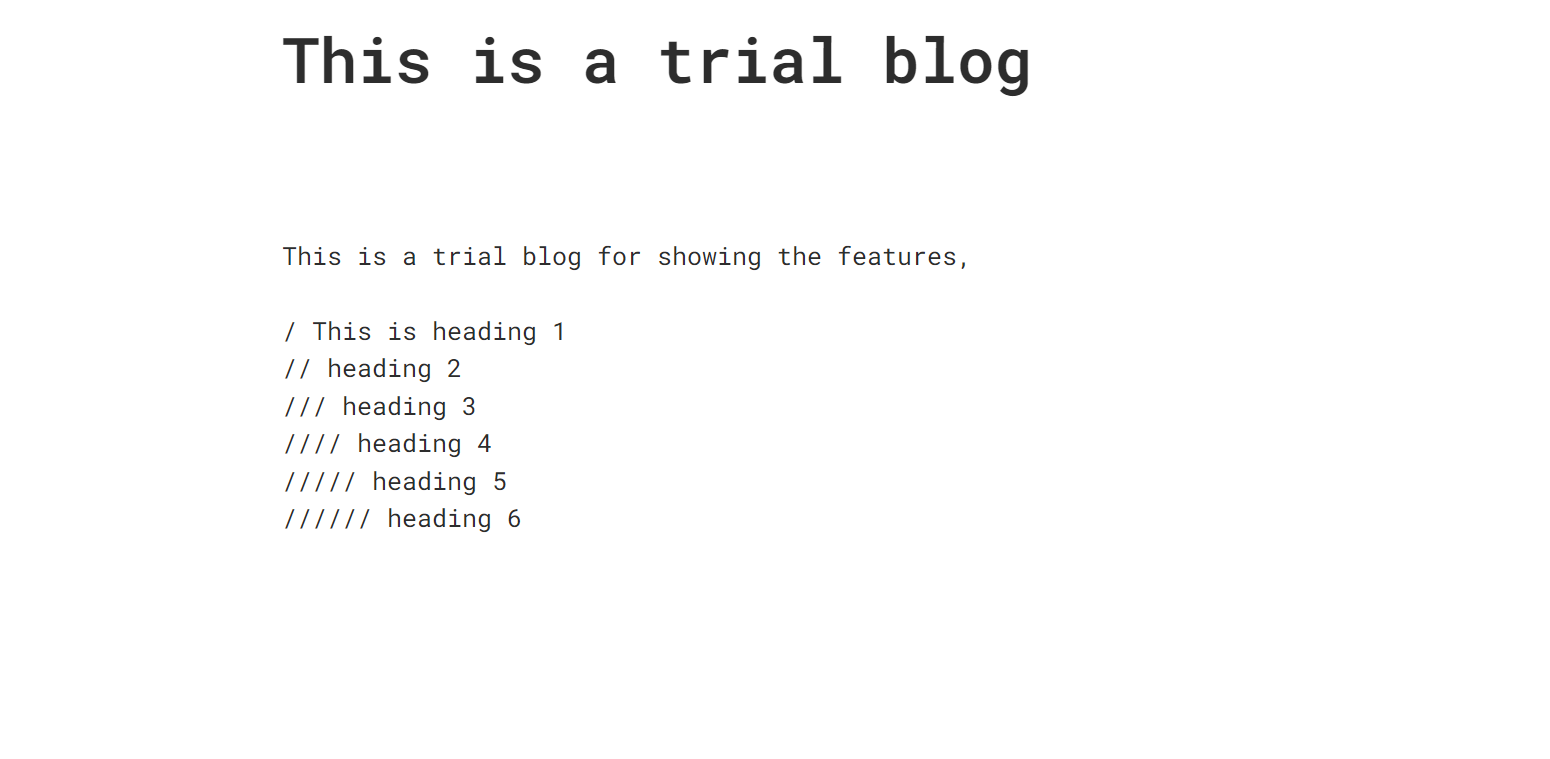 This is a trial blog
This is a trial blog for showing the features,
/ This is heading 1
// heading 2
/// heading 3
//// heading 4
///// heading 5
////// heading 6